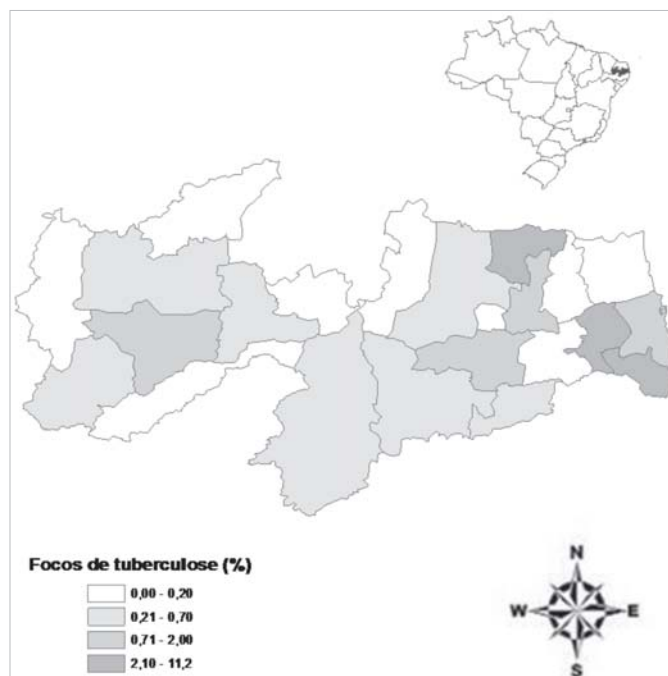 Focos de tuberculose (%)
0,00 - 0,20
0,21 - 0,70
0,71 - 2,00
2,10 - 11,2
N
W E
S